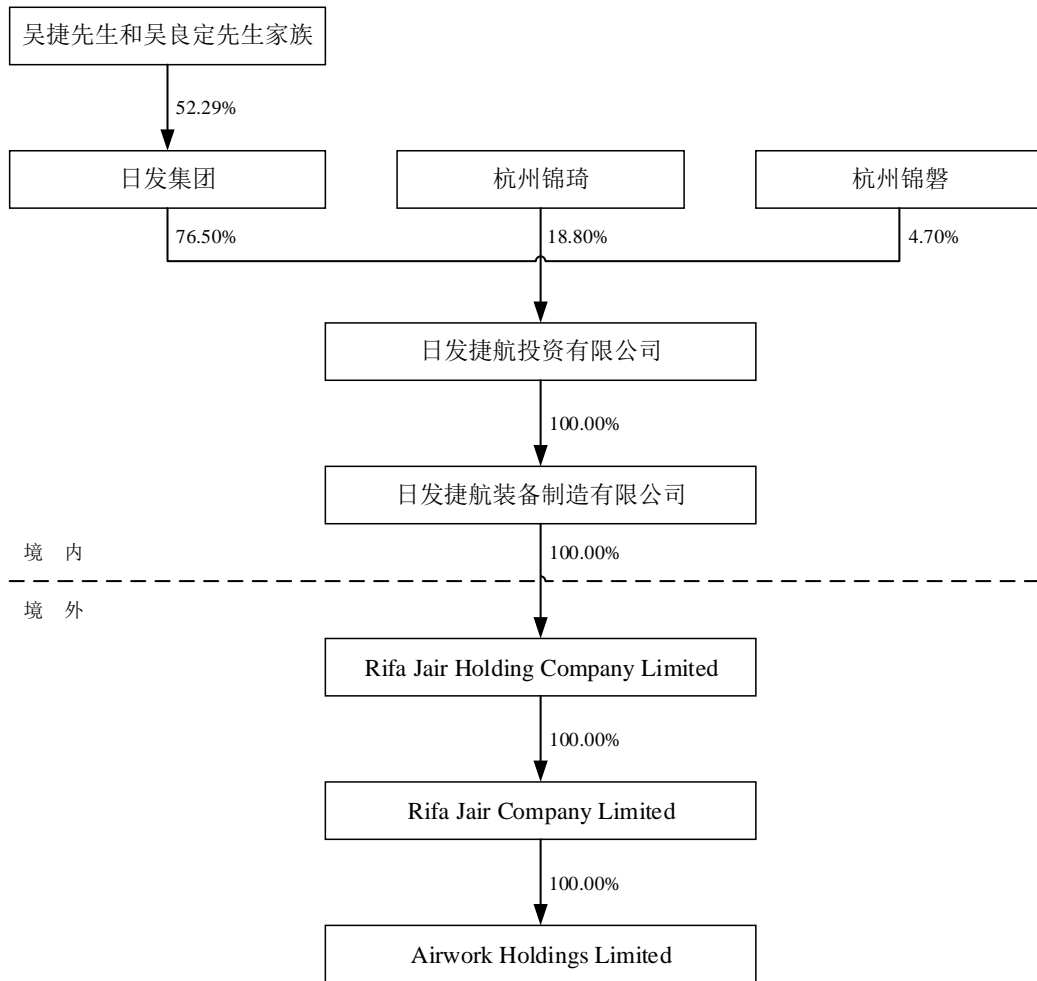 吴捷先生和吴良定先生家族
52.29%
日发集团
杭州锦琦
杭州锦磐
76.50%
18.80%
4.70%
日发捷航投资有限公司
100.00%
日发捷航装备制造有限公司
境 内
100.00%
境 外
Rifa Jair Holding Company Limited
100.00%
Rifa Jair Company Limited
100.00%
Airwork Holdings Limited